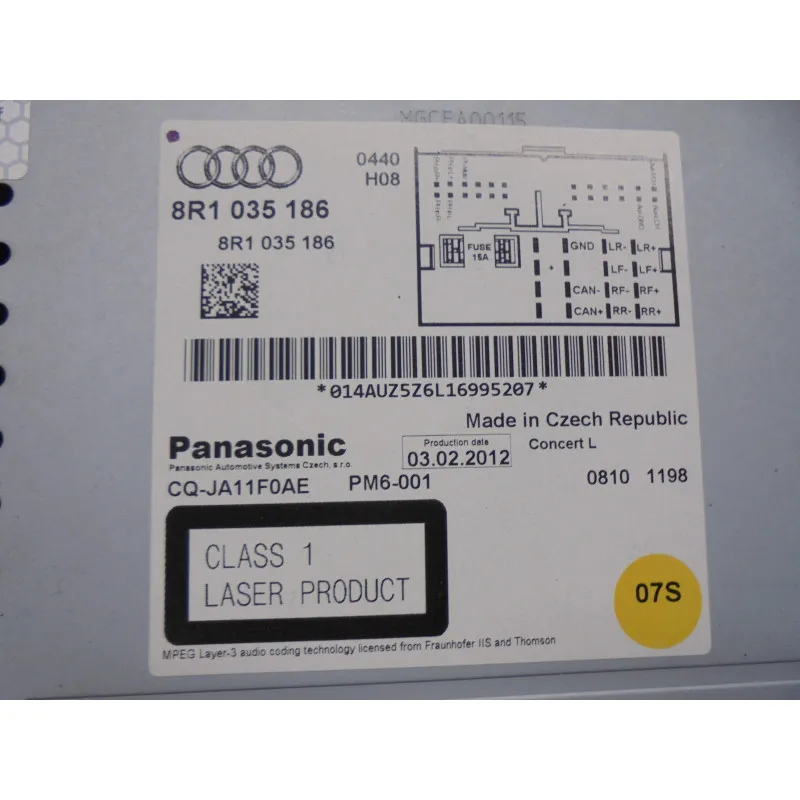 MGCEA00115
0440
H08
8R1 035 186
8R1 035 186
FUSE
15A
+
GND LR- LR+
LF- LF+
CAN- RF- RF+
CAN+ RR- RR+
*014AUZ5Z6L16995207*
Made in Czech Republic
Panasonic
Panasonic Automotive Systems Czech, s.r.o.
Production date
03.02.2012
Concert L
CQ-JA11F0AE PM6-001
0810 1198
CLASS 1
LASER PRODUCT
07S
MPEG Layer-3 audio coding technology licensed from Fraunhofer IIS and Thomson